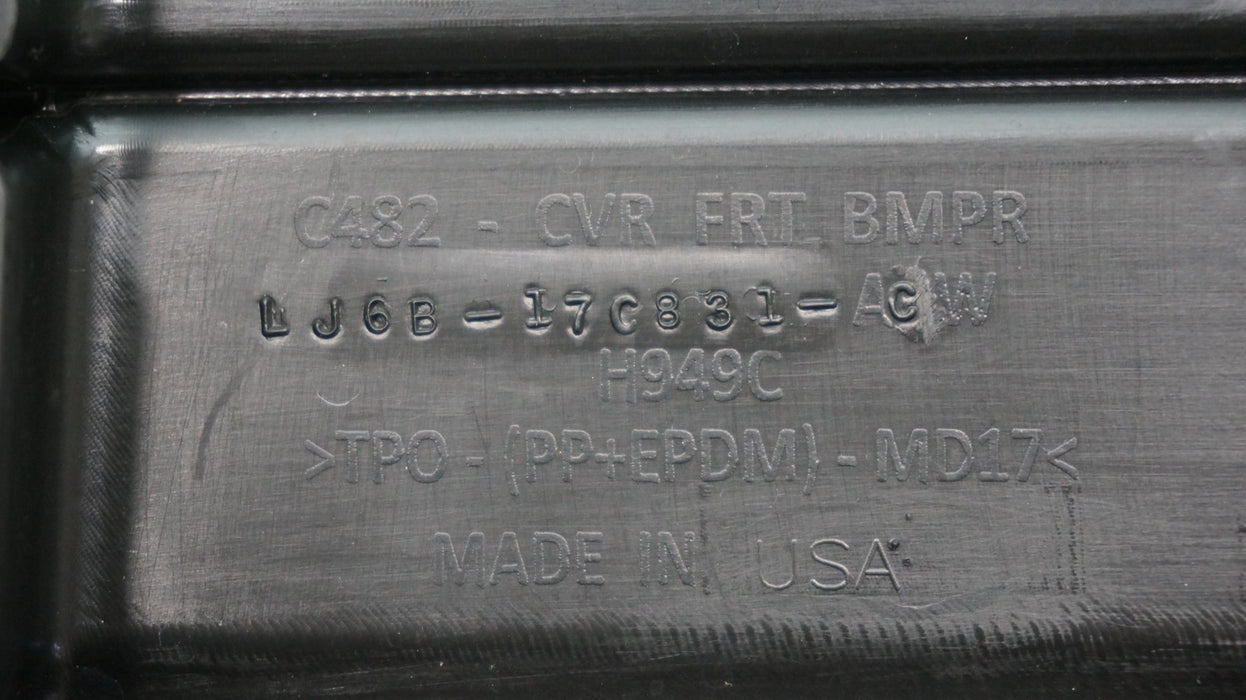 C482 - CVR FRT BMPR
LJ6B-17C831-ACW
H949C
>TPO - (PP+EPDM) - MD17<
MADE IN USA